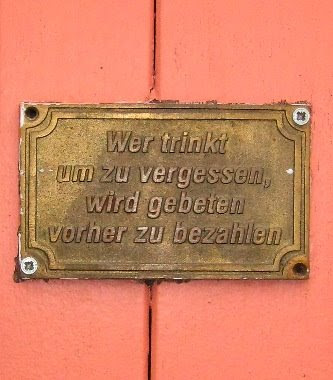 Wer trinkt
um zu vergessen,
wird gebeten
vorher zu bezahlen